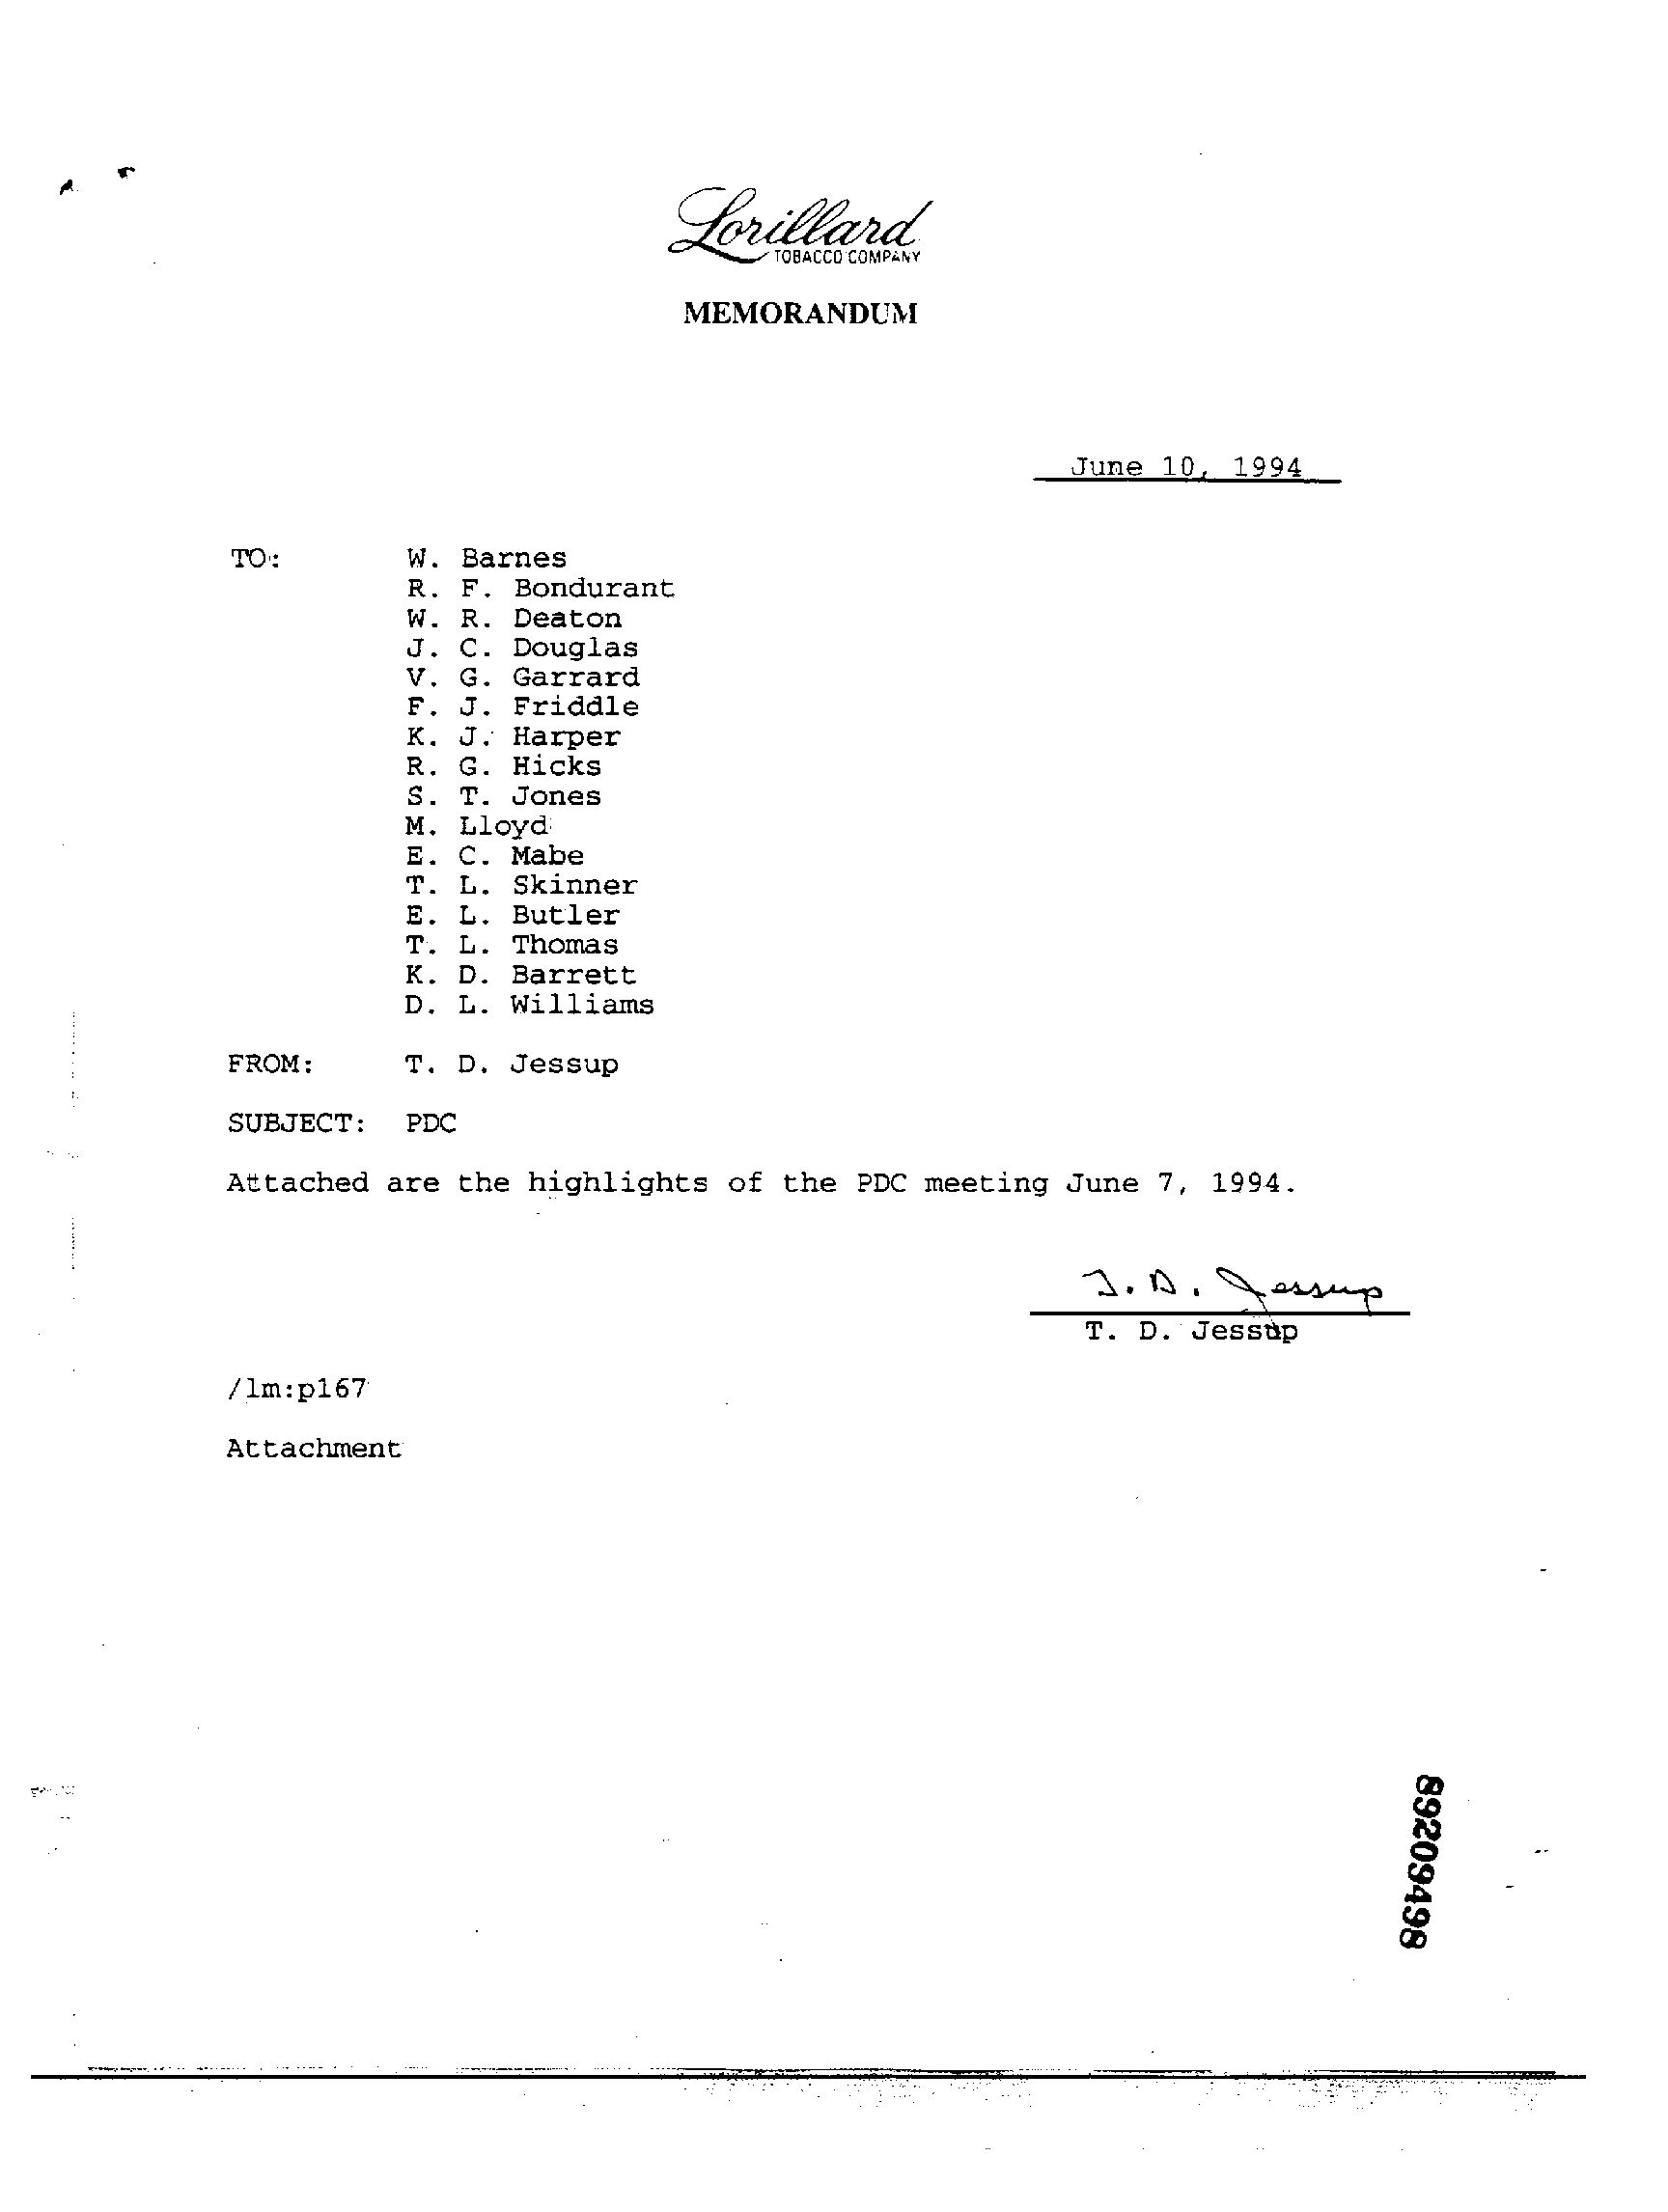 Lorillard
TOBACCO COMPANY
MEMORANDUM
June 10, 1994
TO: W. Barnes
R. F. Bondurant
W. R. Deaton
J. C. Douglas
V. G. Garrard
F. J. Friddle
K. J. Harper
R. G. Hicks
S. T. Jones
M. Lloyd
E. C. Mabe
T. L. Skinner
E. L. Butler
T. L. Thomas
K. D. Barrett
D. L. Williams
FROM: T. D. Jessup
SUBJECT: PDC
Attached are the highlights of the PDC meeting June 7, 1994.
T. D. Jessup
T. D. Jessup
/lm:p167
Attachment
89209498